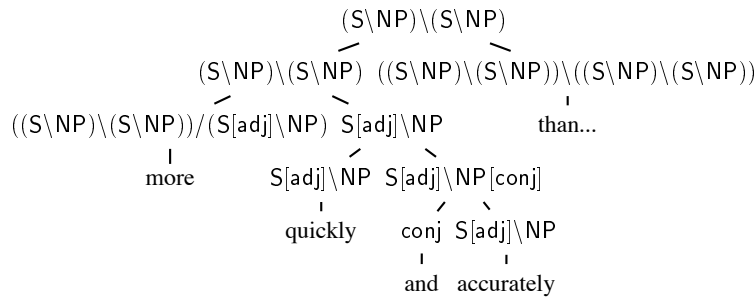 (S\NP)\(S\NP)
(S\NP)\(S\NP) ((S\NP)\(S\NP))\((S\NP)\(S\NP))
((S\NP)\(S\NP))/(S[adj]\NP) S[adj]\NP than...
more S[adj]\NP S[adj]\NP[conj]
quickly conj S[adj]\NP
and accurately